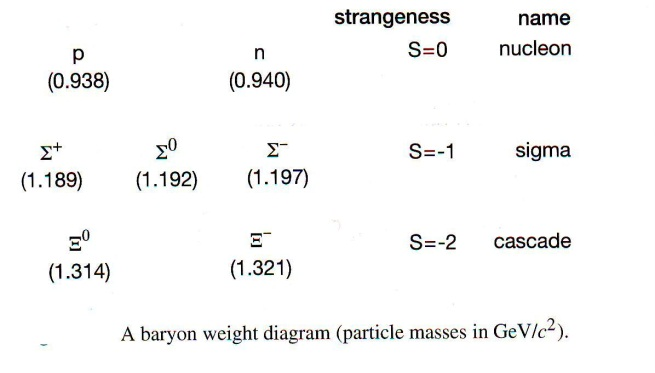 strangeness name
p n S=0 nucleon
(0.938) (0.940)
Σ⁺ Σ⁰ Σ⁻ S=-1 sigma
(1.189) (1.192) (1.197)
Ξ⁰ Ξ⁻ S=-2 cascade
(1.314) (1.321)
A baryon weight diagram (particle masses in GeV/c²).